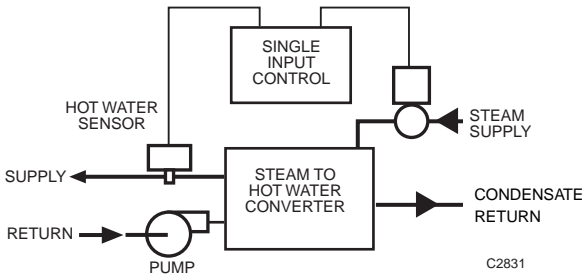 SINGLE
INPUT
CONTROL
HOT WATER
SENSOR
STEAM
SUPPLY
SUPPLY
STEAM TO
HOT WATER
CONVERTER
CONDENSATE
RETURN
RETURN
PUMP
C2831